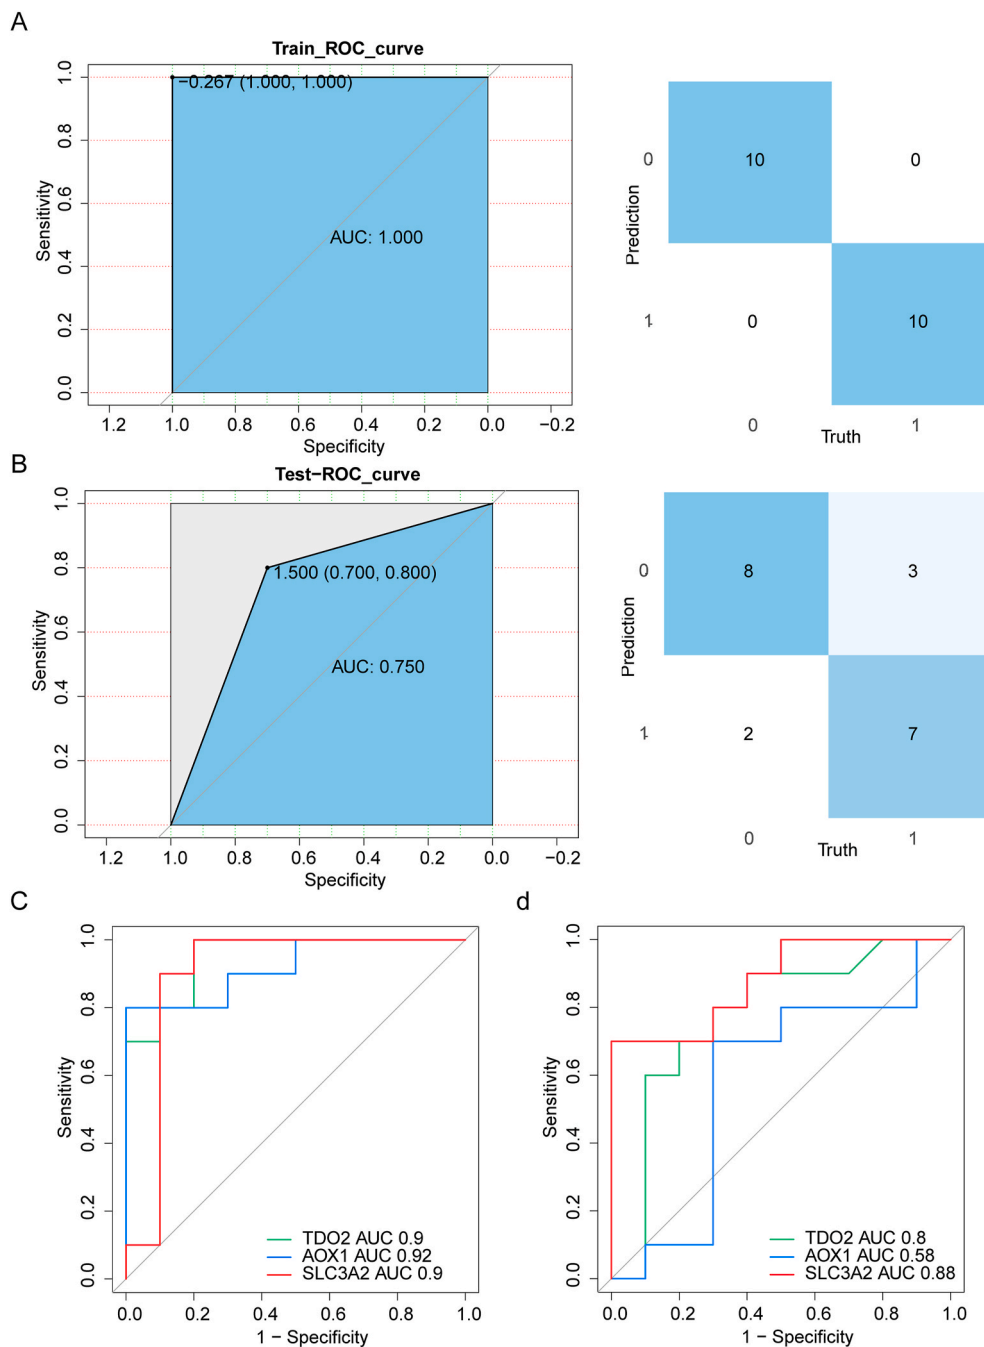 A
Train_ROC_curve
1.0
0.8
0.6
0.4
0.2
0.0
Sensitivity
−0.267 (1.000, 1.000)
AUC: 1.000
1.2 1.0 0.8 0.6 0.4 0.2 0.0 −0.2
Specificity
0
1
Prediction
10 0
0 10
0 1
Truth
B
Test−ROC_curve
1.0
0.8
0.6
0.4
0.2
0.0
Sensitivity
1.500 (0.700, 0.800)
AUC: 0.750
1.2 1.0 0.8 0.6 0.4 0.2 0.0 −0.2
Specificity
0
1
Prediction
8 3
2 7
0 1
Truth
C
1.0
0.8
0.6
0.4
0.2
0.0
Sensitivity
TDO2 AUC 0.9
AOX1 AUC 0.92
SLC3A2 AUC 0.9
0.0 0.2 0.4 0.6 0.8 1.0
1 − Specificity
d
1.0
0.8
0.6
0.4
0.2
0.0
Sensitivity
TDO2 AUC 0.8
AOX1 AUC 0.58
SLC3A2 AUC 0.88
0.0 0.2 0.4 0.6 0.8 1.0
1 − Specificity